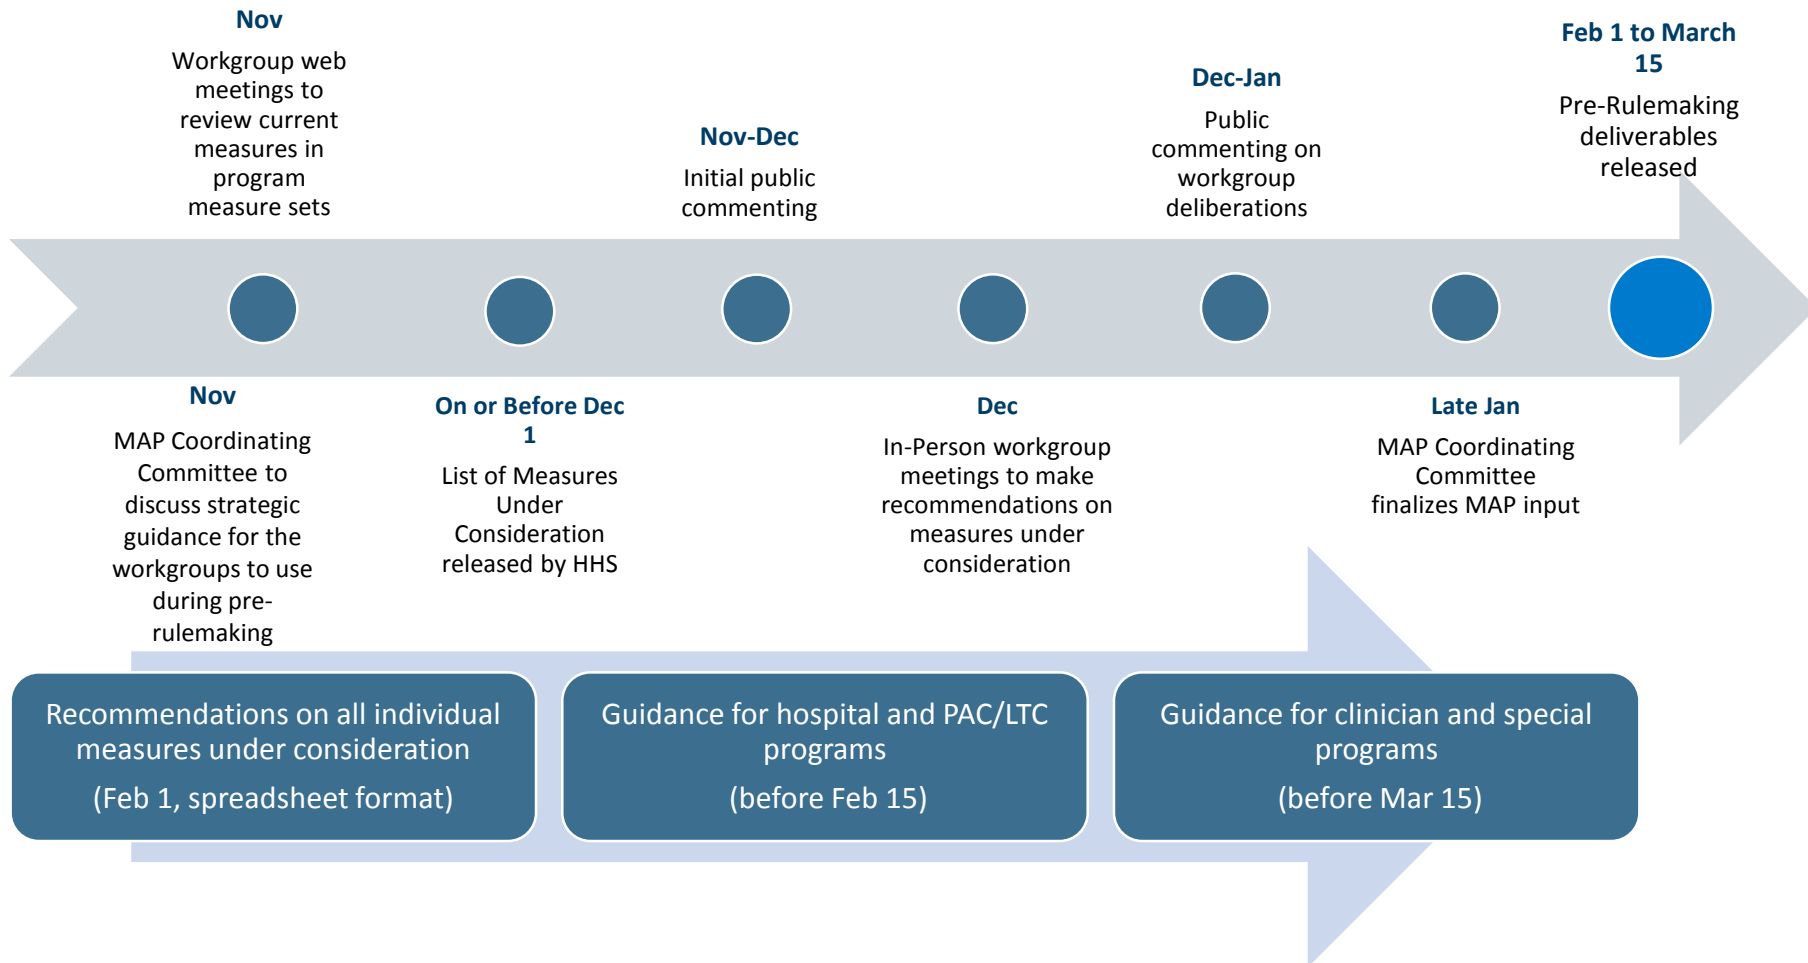 Nov
Workgroup web
meetings to
review current
measures in
program
measure sets
Nov
MAP Coordinating
Committee to
discuss strategic
guidance for the
workgroups to use
during pre-
rulemaking
On or Before Dec
1
List of Measures
Under
Consideration
released by HHS
Nov-Dec
Initial public
commenting
Dec
In-Person workgroup
meetings to make
recommendations on
measures under
consideration
Dec-Jan
Public
commenting on
workgroup
deliberations
Late Jan
MAP Coordinating
Committee
finalizes MAP input
Feb 1 to March
15
Pre-Rulemaking
deliverables
released
Recommendations on all individual
measures under consideration
(Feb 1, spreadsheet format)
Guidance for hospital and PAC/LTC
programs
(before Feb 15)
Guidance for clinician and special
programs
(before Mar 15)